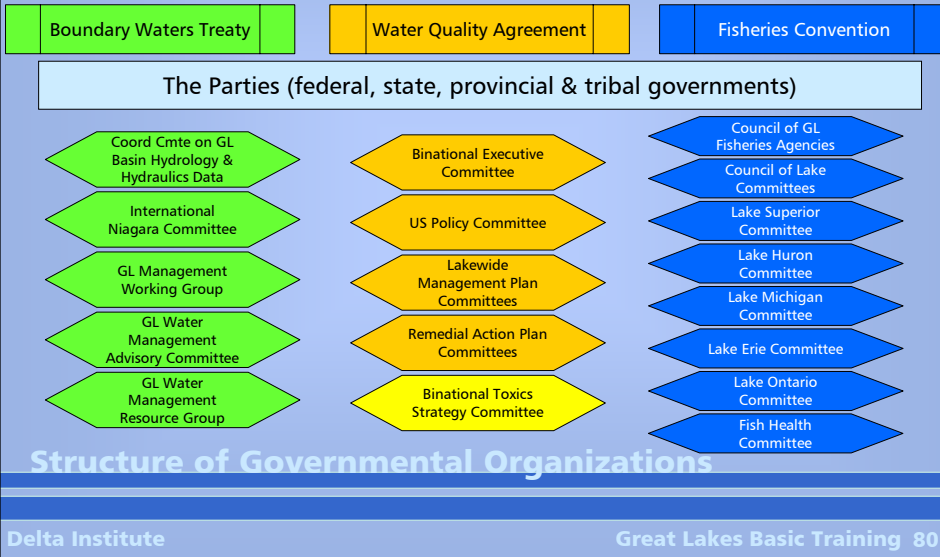 Boundary Waters Treaty
Water Quality Agreement
Fisheries Convention
The Parties (federal, state, provincial & tribal governments)
Coord Cmte on GL
Basin Hydrology &
Hydraulics Data
International
Niagara Committee
GL Management
Working Group
GL Water
Management
Advisory Committee
GL Water
Management
Resource Group
Binational Executive
Committee
US Policy Committee
Lakewide
Management Plan
Committees
Remedial Action Plan
Committees
Binational Toxics
Strategy Committee
Council of GL
Fisheries Agencies
Council of Lake
Committees
Lake Superior
Committee
Lake Huron
Committee
Lake Michigan
Committee
Lake Erie Committee
Lake Ontario
Committee
Fish Health
Committee
Structure of Governmental Organizations
Delta Institute
Great Lakes Basic Training 80